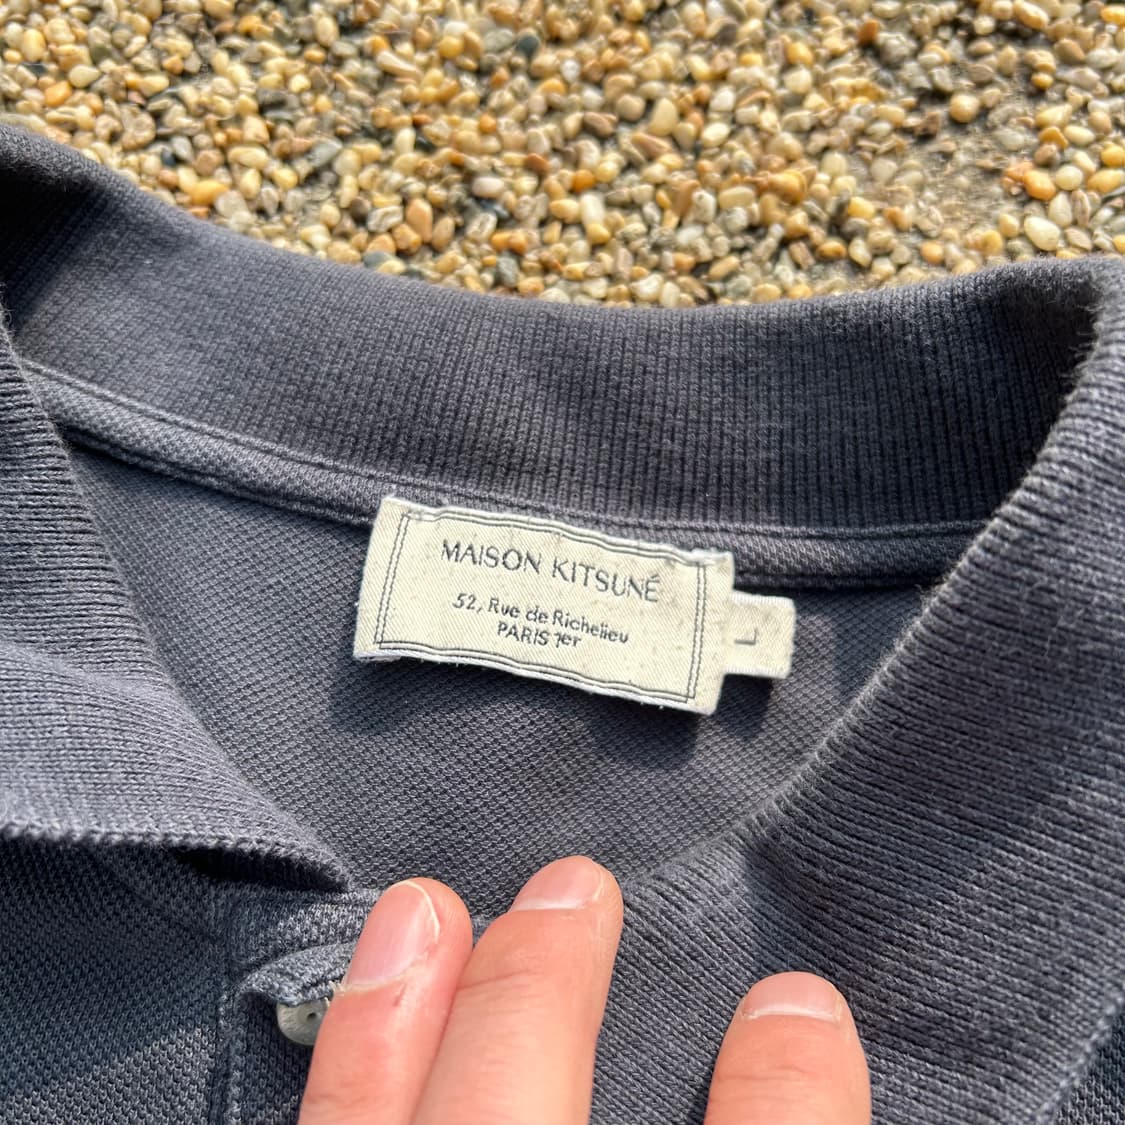 MAISON KITSUNÉ
52, Rue de Richelieu
PARIS 1er
L